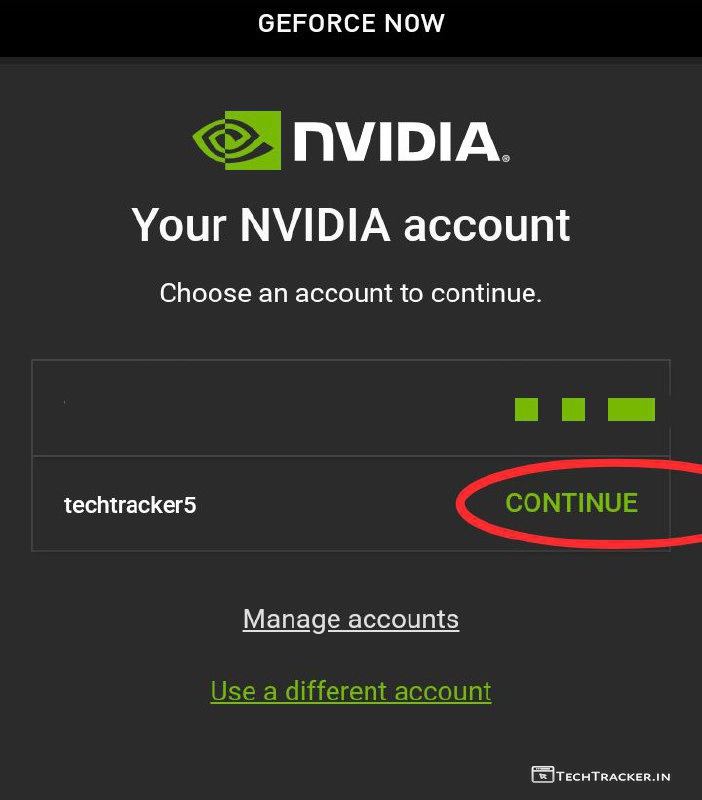 GEFORCE NOW
NVIDIA®
Your NVIDIA account
Choose an account to continue.
techtracker5 CONTINUE
Manage accounts
Use a different account
TECHTRACKER.IN